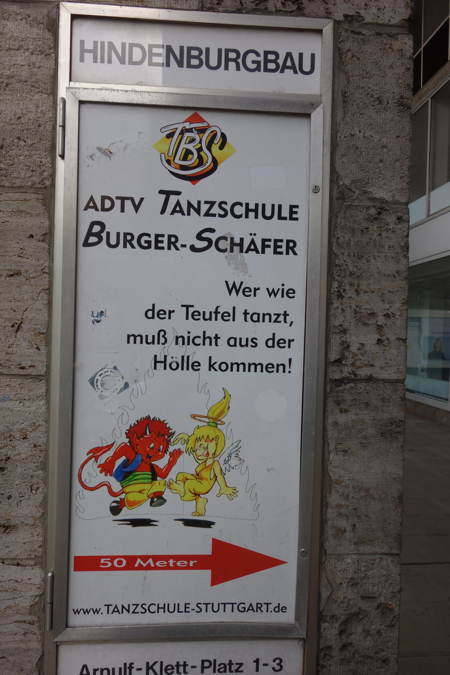 HINDENBURGBAU
TBS
ADTV TANZSCHULE
BURGER-SCHÄFER
Wer wie
der Teufel tanzt,
muß nicht aus der
Hölle kommen!
50 Meter
www.TANZSCHULE-STUTTGART.de
Arnulf-Klett-Platz 1-3